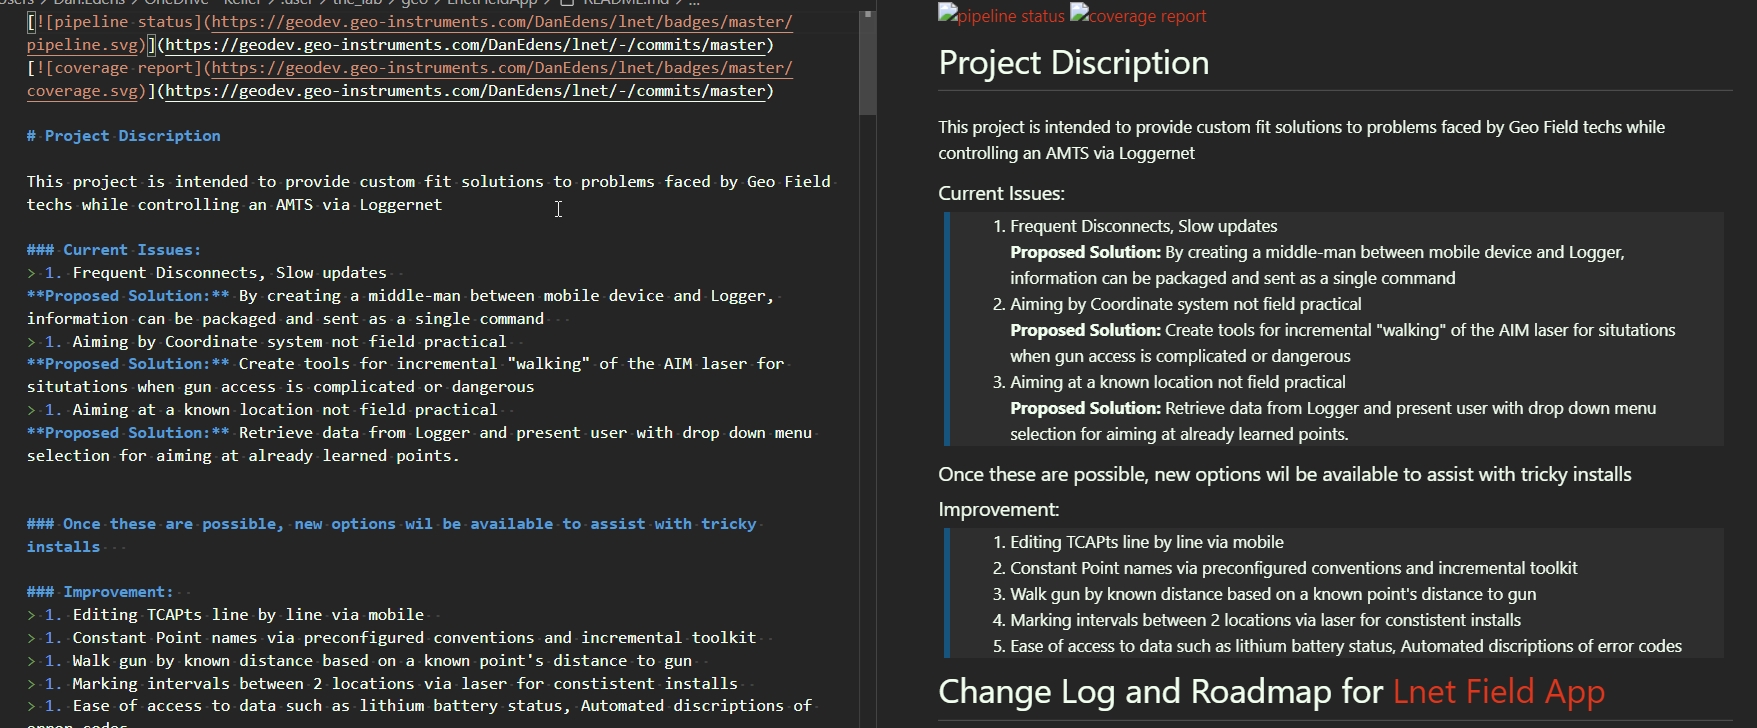 sers > Dan.Edens > OneDrive - Keller > .user > the_lab > geo > LnetFieldApp > README.md > ...
[![pipeline status](https://geodev.geo-instruments.com/DanEdens/lnet/badges/master/
pipeline.svg)](https://geodev.geo-instruments.com/DanEdens/lnet/-/commits/master)
[![coverage report](https://geodev.geo-instruments.com/DanEdens/lnet/badges/master/
coverage.svg)](https://geodev.geo-instruments.com/DanEdens/lnet/-/commits/master)
# Project Discription
This project is intended to provide custom fit solutions to problems faced by Geo Field
techs while controlling an AMTS via Loggernet
### Current Issues:
> 1. Frequent Disconnects, Slow updates
**Proposed Solution:** By creating a middle-man between mobile device and Logger,
information can be packaged and sent as a single command
> 1. Aiming by Coordinate system not field practical
**Proposed Solution:** Create tools for incremental "walking" of the AIM laser for
situtations when gun access is complicated or dangerous
> 1. Aiming at a known location not field practical
**Proposed Solution:** Retrieve data from Logger and present user with drop down menu
selection for aiming at already learned points.
### Once these are possible, new options wil be available to assist with tricky
installs
### Improvement:
> 1. Editing TCAPts line by line via mobile
> 1. Constant Point names via preconfigured conventions and incremental toolkit
> 1. Walk gun by known distance based on a known point's distance to gun
> 1. Marking intervals between 2 locations via laser for constistent installs
> 1. Ease of access to data such as lithium battery status, Automated discriptions of
error codes
pipeline status coverage report
Project Discription
This project is intended to provide custom fit solutions to problems faced by Geo Field techs while
controlling an AMTS via Loggernet
Current Issues:
1. Frequent Disconnects, Slow updates
Proposed Solution: By creating a middle-man between mobile device and Logger,
information can be packaged and sent as a single command
2. Aiming by Coordinate system not field practical
Proposed Solution: Create tools for incremental "walking" of the AIM laser for situtations
when gun access is complicated or dangerous
3. Aiming at a known location not field practical
Proposed Solution: Retrieve data from Logger and present user with drop down menu
selection for aiming at already learned points.
Once these are possible, new options wil be available to assist with tricky installs
Improvement:
1. Editing TCAPts line by line via mobile
2. Constant Point names via preconfigured conventions and incremental toolkit
3. Walk gun by known distance based on a known point's distance to gun
4. Marking intervals between 2 locations via laser for constistent installs
5. Ease of access to data such as lithium battery status, Automated discriptions of error codes
Change Log and Roadmap for Lnet Field App